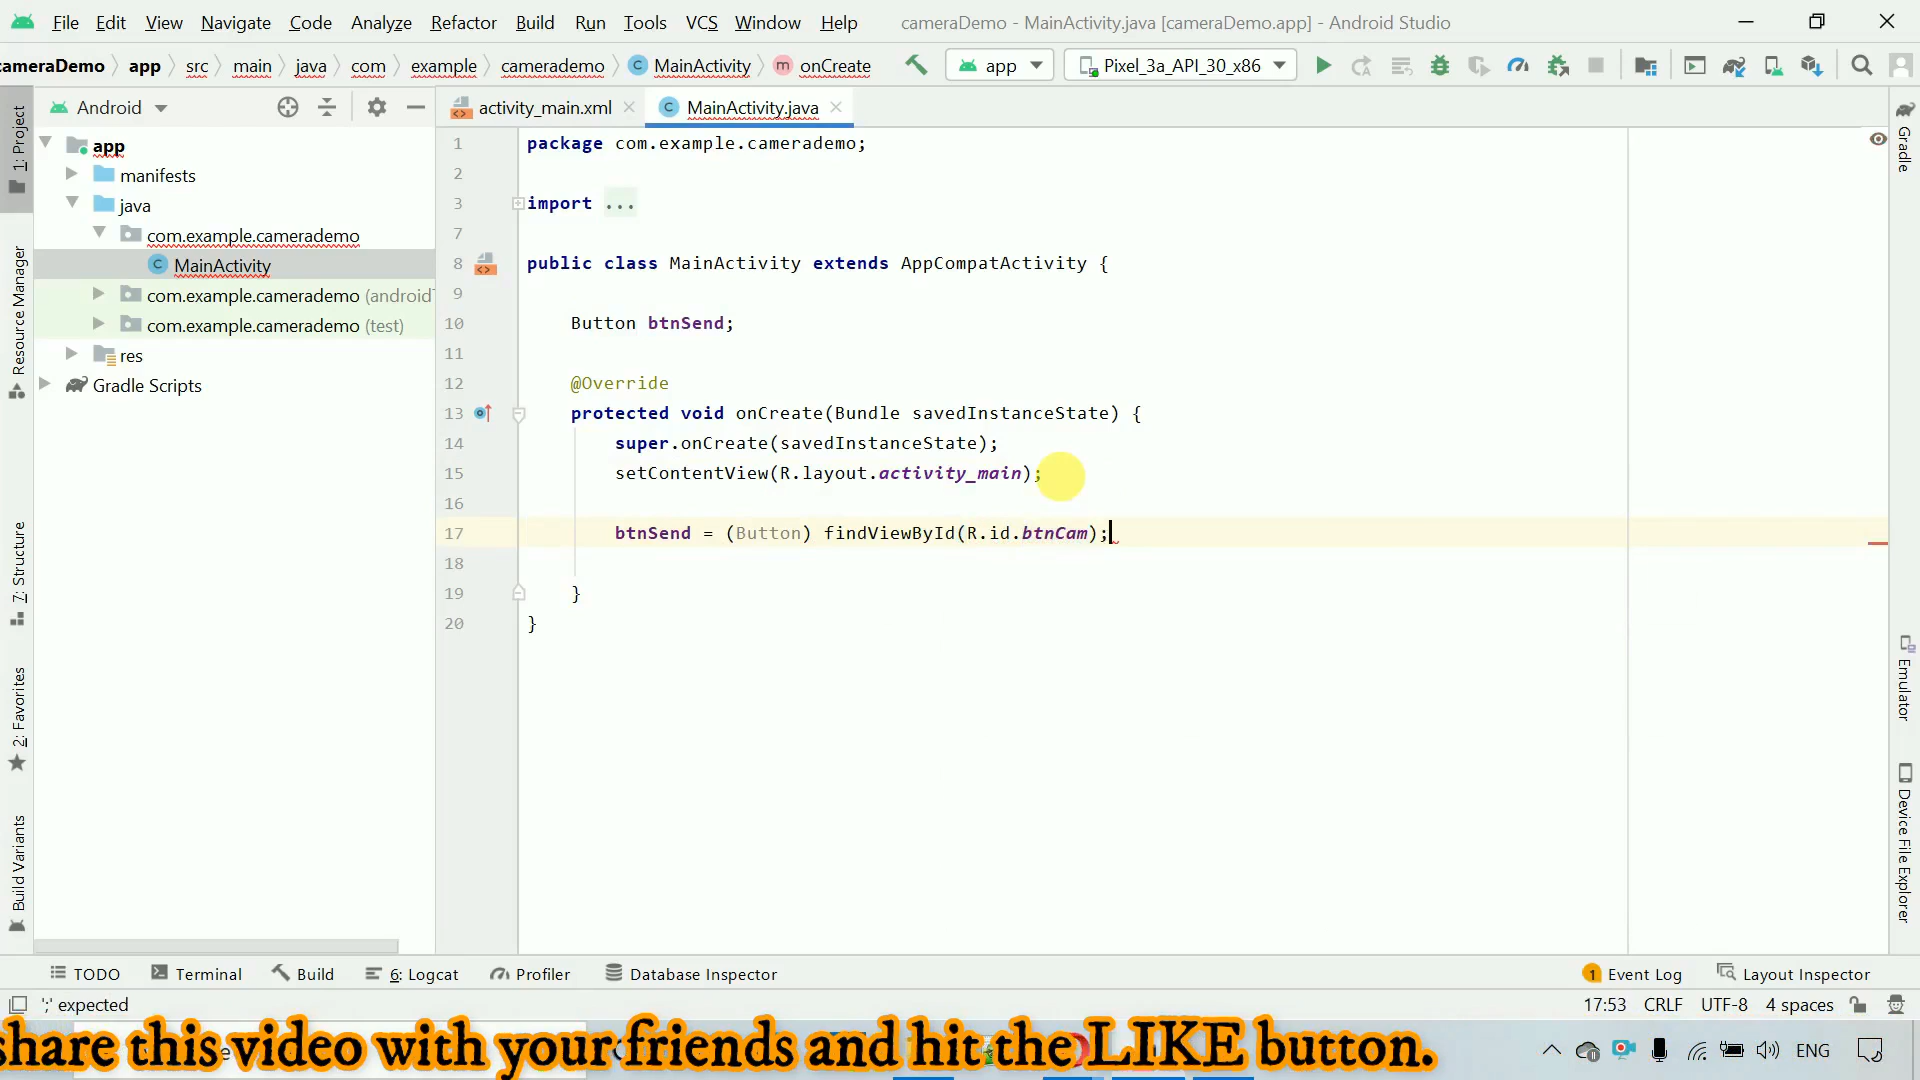 File Edit View Navigate Code Analyze Refactor Build Run Tools VCS Window Help cameraDemo - MainActivity.java [cameraDemo.app] - Android Studio
cameraDemo app src main java com example camerademo MainActivity onCreate app Pixel_3a_API_30_x86
Android
activity_main.xml MainActivity.java
1: Project
Resource Manager
7: Structure
2: Favorites
Build Variants
app
manifests
java
com.example.camerademo
MainActivity
com.example.camerademo (androidT
com.example.camerademo (test)
res
Gradle Scripts
1 package com.example.camerademo;
2
3 import ...
7
8 public class MainActivity extends AppCompatActivity {
9
10 Button btnSend;
11
12 @Override
13 protected void onCreate(Bundle savedInstanceState) {
14 super.onCreate(savedInstanceState);
15 setContentView(R.layout.activity_main);
16
17 btnSend = (Button) findViewById(R.id.btnCam);
18
19 }
20 }
Gradle
Emulator
Device File Explorer
TODO Terminal Build 6: Logcat Profiler Database Inspector 1 Event Log Layout Inspector
';' expected 17:53 CRLF UTF-8 4 spaces
share this video with your friends and hit the LIKE button.
ENG